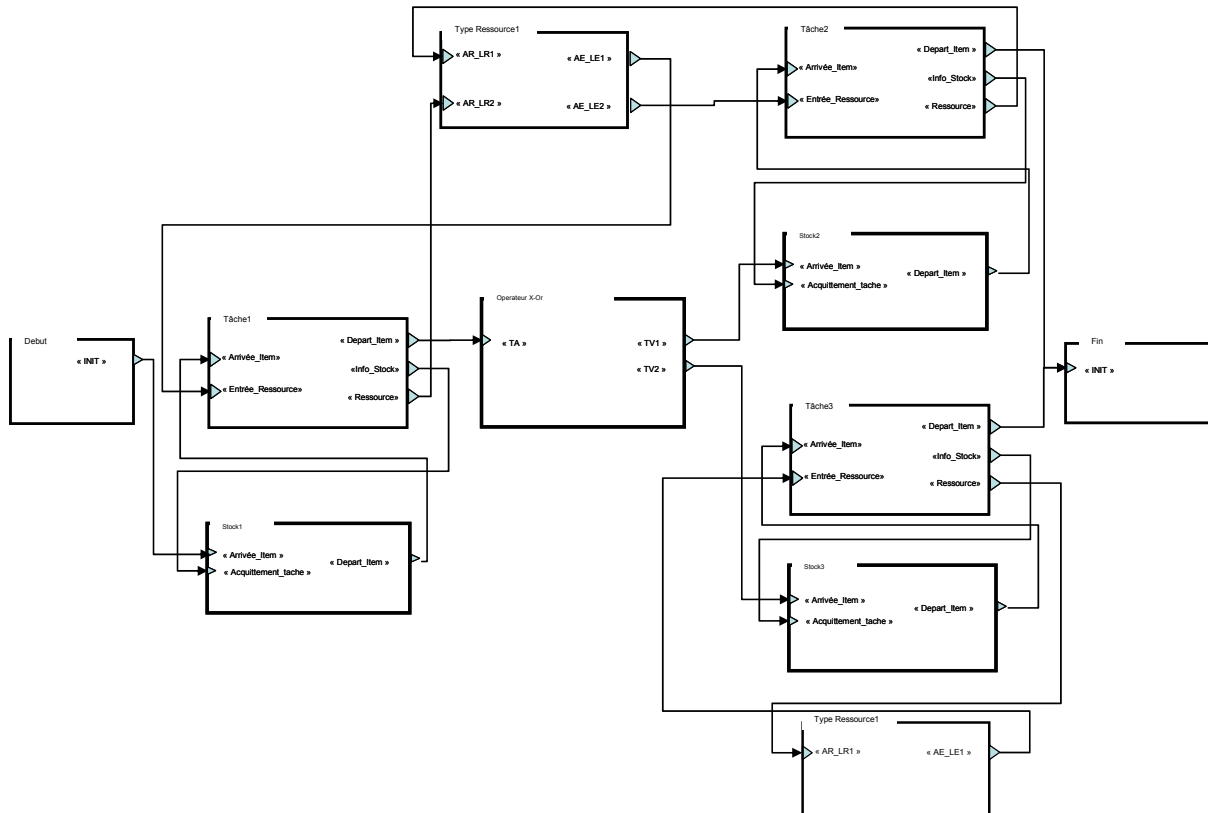 Type Ressource1
« AR_LR1 »
« AE_LE1 »
« AR_LR2 »
« AE_LE2 »
Tâche2
« Depart_Item »
« Arrivée_Item»
«Info_Stock»
« Entrée_Ressource»
« Ressource»
Stock2
« Arrivée_Item »
« Depart_Item »
« Acquittement_tache »
Debut
« INIT »
Tâche1
« Depart_Item »
« Arrivée_Item»
«Info_Stock»
« Entrée_Ressource»
« Ressource»
Operateur X-Or
« TA »
« TV1 »
« TV2 »
Fin
« INIT »
Tâche3
« Depart_Item »
« Arrivée_Item»
«Info_Stock»
« Entrée_Ressource»
« Ressource»
Stock1
« Arrivée_Item »
« Depart_Item »
« Acquittement_tache »
Stock3
« Arrivée_Item »
« Depart_Item »
« Acquittement_tache »
Type Ressource1
« AR_LR1 »
« AE_LE1 »